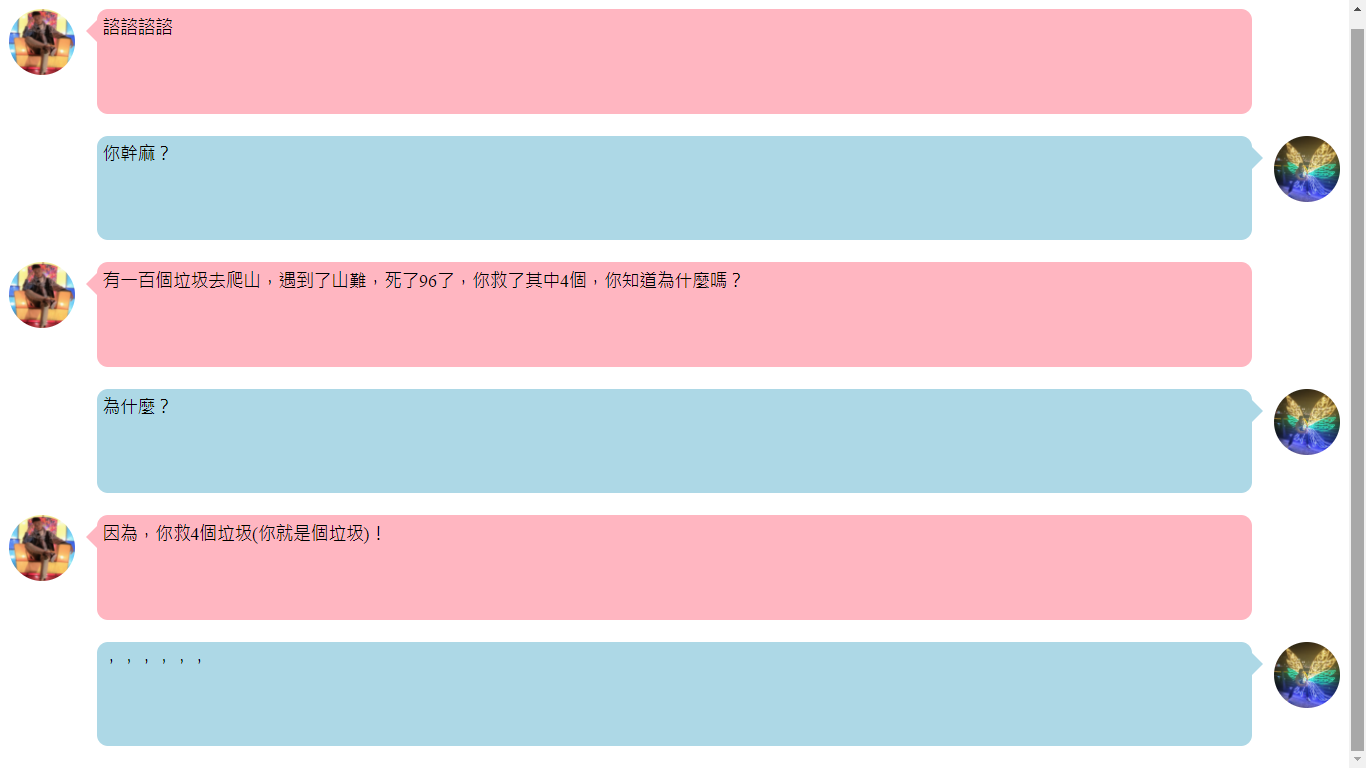 諮諮諮諮
你幹麻？
有一百個垃圾去爬山，遇到了山難，死了96了，你救了其中4個，你知道為什麼嗎？
為什麼？
因為，你救4個垃圾(你就是個垃圾)！
，，，，，，